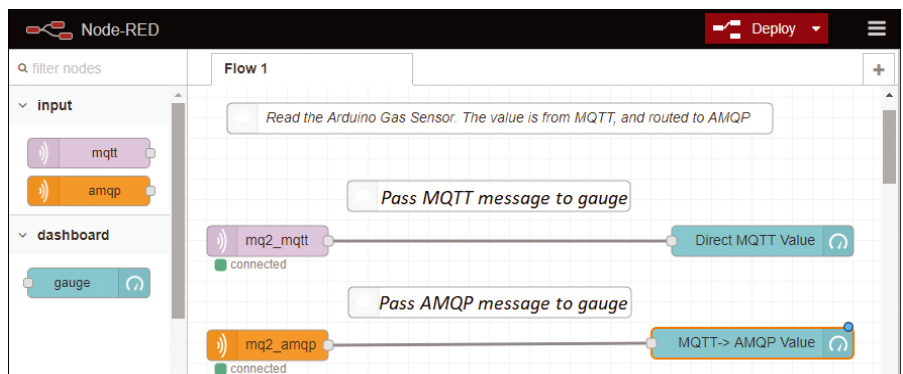 Node-RED
Deploy
filter nodes
Flow 1
+
input
Read the Arduino Gas Sensor. The value is from MQTT, and routed to AMQP
mqtt
amqp
Pass MQTT message to gauge
dashboard
mq2_mqtt
Direct MQTT Value
connected
gauge
Pass AMQP message to gauge
mq2_amqp
MQTT-> AMQP Value
connected